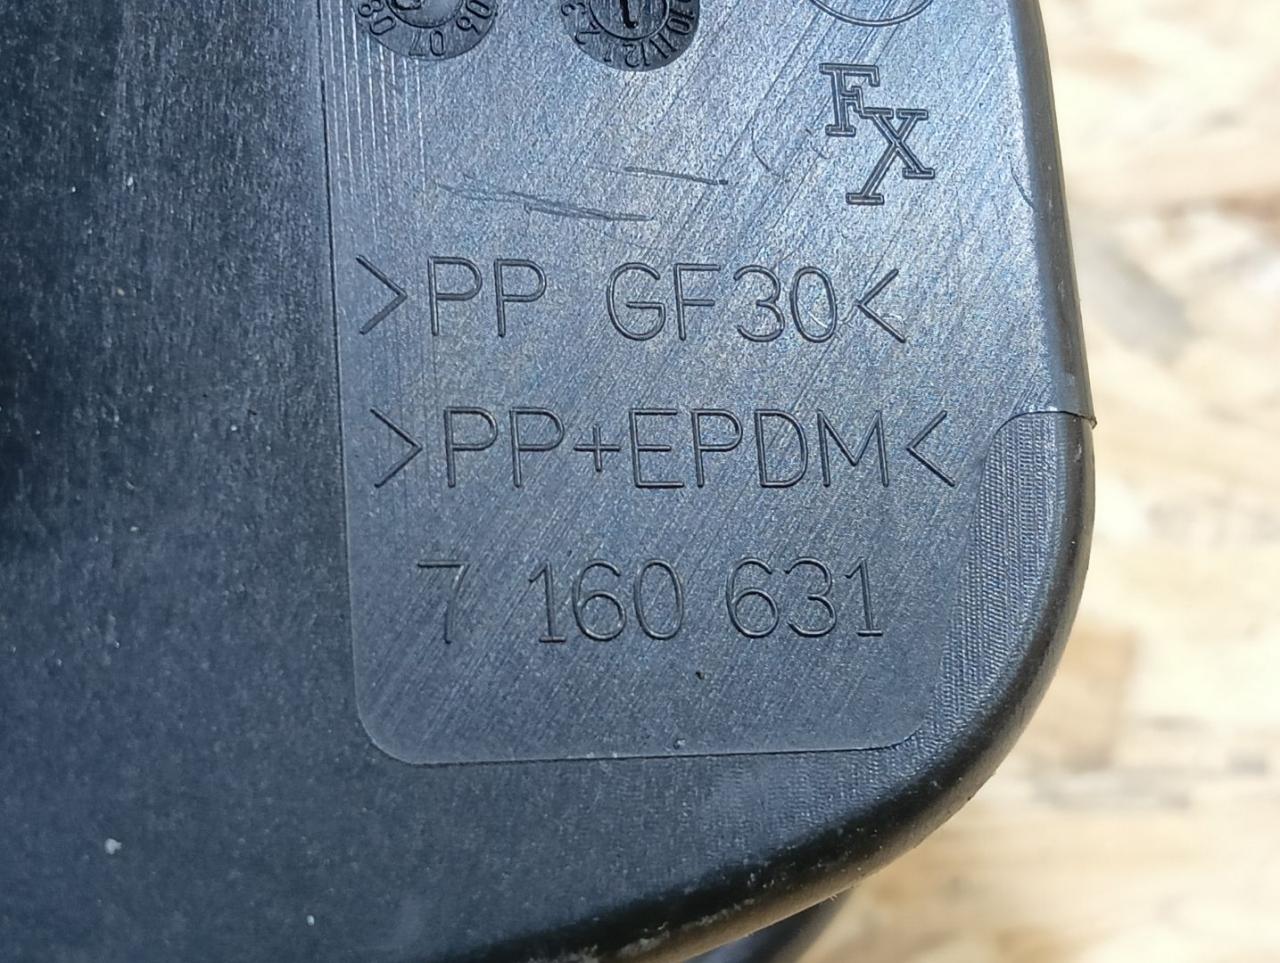 FX
>PP GF30<
>PP+EPDM<
7 160 631